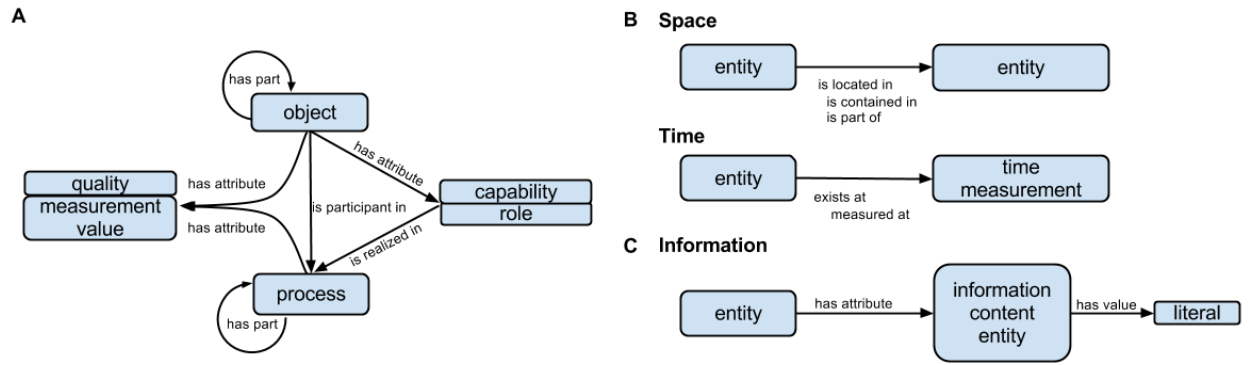 A
has part
object
has attribute
quality
measurement
value
has attribute
has attribute
is participant in
capability
role
is realized in
process
has part
B Space
entity
entity
is located in
is contained in
is part of
Time
entity
time
measurement
exists at
measured at
C Information
entity
has attribute
information
content
entity
has value
literal